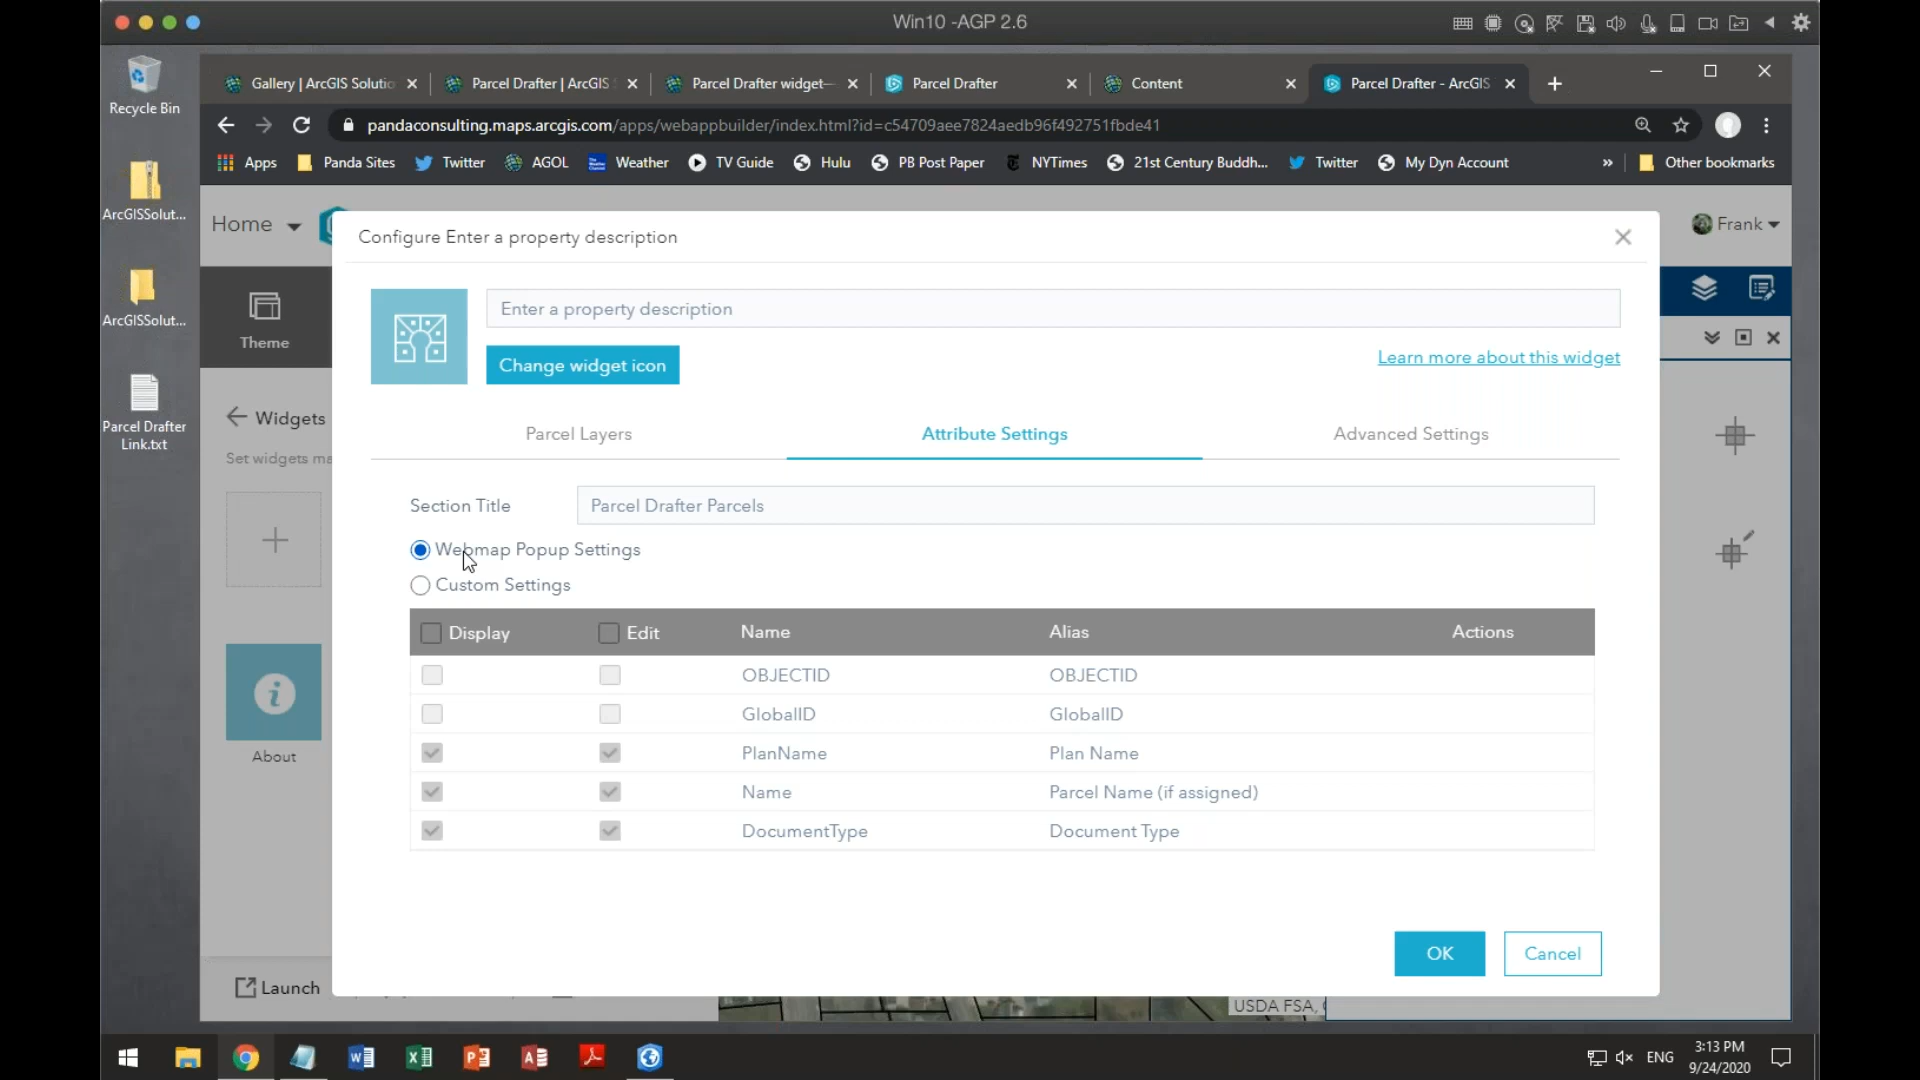 Win10 -AGP 2.6
Recycle Bin
ArcGISSolut...
ArcGISSolut...
Parcel Drafter
Link.txt
Gallery | ArcGIS Solutio
Parcel Drafter | ArcGIS
Parcel Drafter widget—
Parcel Drafter
Content
Parcel Drafter - ArcGIS
pandaconsulting.maps.arcgis.com/apps/webappbuilder/index.html?id=c54709aee7824aedb96f492751fbde41
Apps
Panda Sites
Twitter
AGOL
Weather
TV Guide
Hulu
PB Post Paper
NYTimes
21st Century Buddh...
Twitter
My Dyn Account
»
Other bookmarks
Home
Frank
Theme
Widgets
Set widgets ma
About
Launch
Configure Enter a property description
Enter a property description
Change widget icon
Learn more about this widget
Parcel Layers
Attribute Settings
Advanced Settings
Section Title
Parcel Drafter Parcels
Webmap Popup Settings
Custom Settings
Display Edit Name Alias Actions
OBJECTID OBJECTID
GlobalID GlobalID
PlanName Plan Name
Name Parcel Name (if assigned)
DocumentType Document Type
OK
Cancel
USDA FSA,
ENG
3:13 PM
9/24/2020